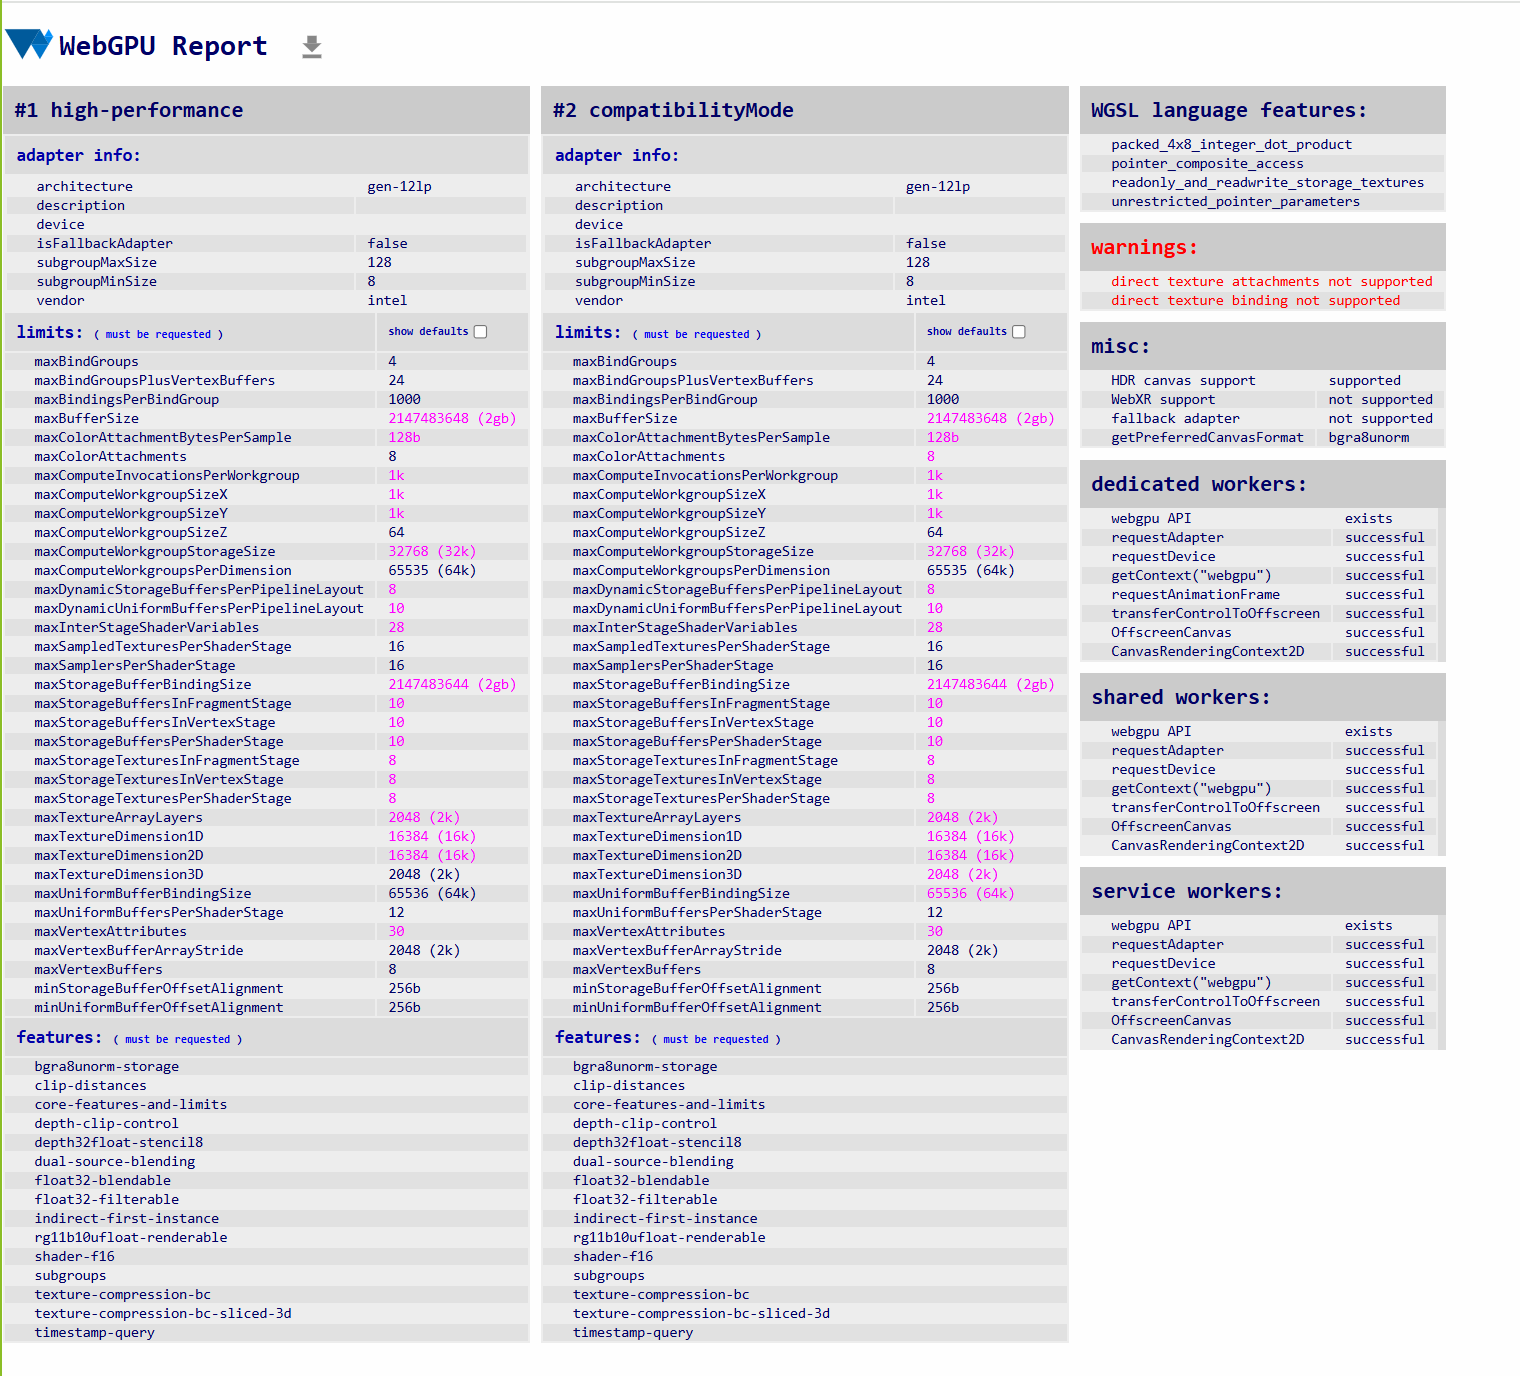 WebGPU Report
#1 high-performance
adapter info:
architecture gen-12lp
description
device
isFallbackAdapter false
subgroupMaxSize 128
subgroupMinSize 8
vendor intel
limits: ( must be requested ) show defaults
maxBindGroups 4
maxBindGroupsPlusVertexBuffers 24
maxBindingsPerBindGroup 1000
maxBufferSize 2147483648 (2gb)
maxColorAttachmentBytesPerSample 128b
maxColorAttachments 8
maxComputeInvocationsPerWorkgroup 1k
maxComputeWorkgroupSizeX 1k
maxComputeWorkgroupSizeY 1k
maxComputeWorkgroupSizeZ 64
maxComputeWorkgroupStorageSize 32768 (32k)
maxComputeWorkgroupsPerDimension 65535 (64k)
maxDynamicStorageBuffersPerPipelineLayout 8
maxDynamicUniformBuffersPerPipelineLayout 10
maxInterStageShaderVariables 28
maxSampledTexturesPerShaderStage 16
maxSamplersPerShaderStage 16
maxStorageBufferBindingSize 2147483644 (2gb)
maxStorageBuffersInFragmentStage 10
maxStorageBuffersInVertexStage 10
maxStorageBuffersPerShaderStage 10
maxStorageTexturesInFragmentStage 8
maxStorageTexturesInVertexStage 8
maxStorageTexturesPerShaderStage 8
maxTextureArrayLayers 2048 (2k)
maxTextureDimension1D 16384 (16k)
maxTextureDimension2D 16384 (16k)
maxTextureDimension3D 2048 (2k)
maxUniformBufferBindingSize 65536 (64k)
maxUniformBuffersPerShaderStage 12
maxVertexAttributes 30
maxVertexBufferArrayStride 2048 (2k)
maxVertexBuffers 8
minStorageBufferOffsetAlignment 256b
minUniformBufferOffsetAlignment 256b
features: ( must be requested )
bgra8unorm-storage
clip-distances
core-features-and-limits
depth-clip-control
depth32float-stencil8
dual-source-blending
float32-blendable
float32-filterable
indirect-first-instance
rg11b10ufloat-renderable
shader-f16
subgroups
texture-compression-bc
texture-compression-bc-sliced-3d
timestamp-query
#2 compatibilityMode
adapter info:
architecture gen-12lp
description
device
isFallbackAdapter false
subgroupMaxSize 128
subgroupMinSize 8
vendor intel
limits: ( must be requested ) show defaults
maxBindGroups 4
maxBindGroupsPlusVertexBuffers 24
maxBindingsPerBindGroup 1000
maxBufferSize 2147483648 (2gb)
maxColorAttachmentBytesPerSample 128b
maxColorAttachments 8
maxComputeInvocationsPerWorkgroup 1k
maxComputeWorkgroupSizeX 1k
maxComputeWorkgroupSizeY 1k
maxComputeWorkgroupSizeZ 64
maxComputeWorkgroupStorageSize 32768 (32k)
maxComputeWorkgroupsPerDimension 65535 (64k)
maxDynamicStorageBuffersPerPipelineLayout 8
maxDynamicUniformBuffersPerPipelineLayout 10
maxInterStageShaderVariables 28
maxSampledTexturesPerShaderStage 16
maxSamplersPerShaderStage 16
maxStorageBufferBindingSize 2147483644 (2gb)
maxStorageBuffersInFragmentStage 10
maxStorageBuffersInVertexStage 10
maxStorageBuffersPerShaderStage 10
maxStorageTexturesInFragmentStage 8
maxStorageTexturesInVertexStage 8
maxStorageTexturesPerShaderStage 8
maxTextureArrayLayers 2048 (2k)
maxTextureDimension1D 16384 (16k)
maxTextureDimension2D 16384 (16k)
maxTextureDimension3D 2048 (2k)
maxUniformBufferBindingSize 65536 (64k)
maxUniformBuffersPerShaderStage 12
maxVertexAttributes 30
maxVertexBufferArrayStride 2048 (2k)
maxVertexBuffers 8
minStorageBufferOffsetAlignment 256b
minUniformBufferOffsetAlignment 256b
features: ( must be requested )
bgra8unorm-storage
clip-distances
core-features-and-limits
depth-clip-control
depth32float-stencil8
dual-source-blending
float32-blendable
float32-filterable
indirect-first-instance
rg11b10ufloat-renderable
shader-f16
subgroups
texture-compression-bc
texture-compression-bc-sliced-3d
timestamp-query
WGSL language features:
packed_4x8_integer_dot_product
pointer_composite_access
readonly_and_readwrite_storage_textures
unrestricted_pointer_parameters
warnings:
direct texture attachments not supported
direct texture binding not supported
misc:
HDR canvas support supported
WebXR support not supported
fallback adapter not supported
getPreferredCanvasFormat bgra8unorm
dedicated workers:
webgpu API exists
requestAdapter successful
requestDevice successful
getContext("webgpu") successful
requestAnimationFrame successful
transferControlToOffscreen successful
OffscreenCanvas successful
CanvasRenderingContext2D successful
shared workers:
webgpu API exists
requestAdapter successful
requestDevice successful
getContext("webgpu") successful
transferControlToOffscreen successful
OffscreenCanvas successful
CanvasRenderingContext2D successful
service workers:
webgpu API exists
requestAdapter successful
requestDevice successful
getContext("webgpu") successful
transferControlToOffscreen successful
OffscreenCanvas successful
CanvasRenderingContext2D successful